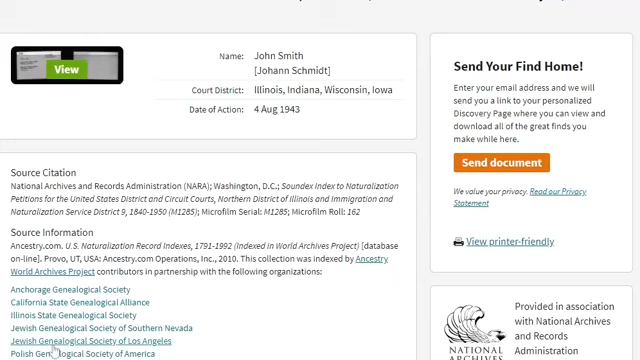 View
Name: John Smith
[Johann Schmidt]
Court District: Illinois, Indiana, Wisconsin, Iowa
Date of Action: 4 Aug 1943
Source Citation
National Archives and Records Administration (NARA); Washington, D.C.; Soundex Index to Naturalization
Petitions for the United States District and Circuit Courts, Northern District of Illinois and Immigration and
Naturalization Service District 9, 1840-1950 (M1285); Microfilm Serial: M1285; Microfilm Roll: 162
Source Information
Ancestry.com. U.S. Naturalization Record Indexes, 1791-1992 (Indexed in World Archives Project) [database
on-line]. Provo, UT, USA: Ancestry.com Operations, Inc., 2010. This collection was indexed by Ancestry
World Archives Project contributors in partnership with the following organizations:
Anchorage Genealogical Society
California State Genealogical Alliance
Illinois State Genealogical Society
Jewish Genealogical Society of Southern Nevada
Jewish Genealogical Society of Los Angeles
Polish Genealogical Society of America
Send Your Find Home!
Enter your email address and we will
send you a link to your personalized
Discovery Page where you can view and
download all of the great finds you
make while here.
Send document
We value your privacy. Read our Privacy
Statement
View printer-friendly
NATIONAL
ARCHIVES
Provided in association
with National Archives
and Records
Administration